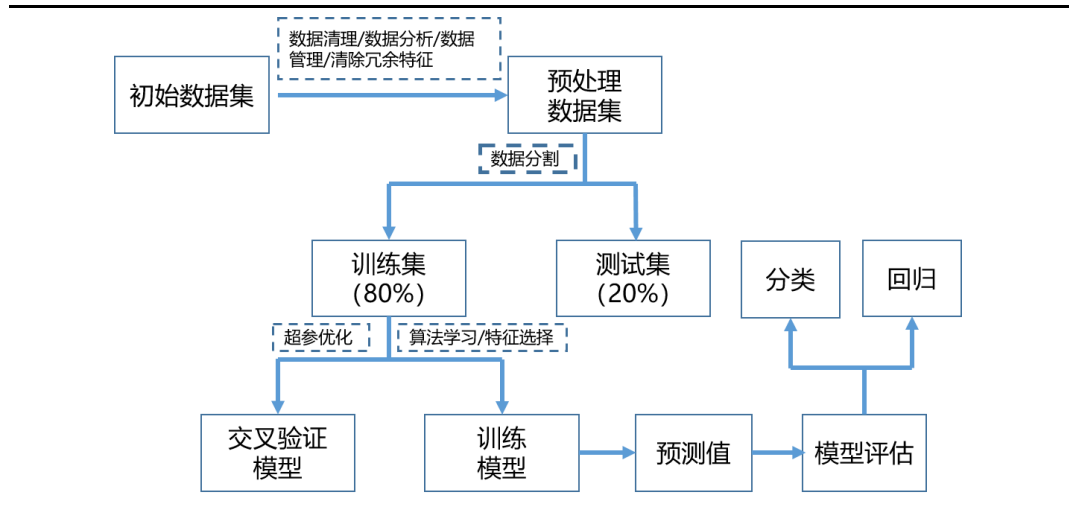 数据清理/数据分析/数据
管理/清除冗余特征
初始数据集
预处理
数据集
数据分割
训练集
（80%）
测试集
（20%）
分类
回归
超参优化
算法学习/特征选择
交叉验证
模型
训练
模型
预测值
模型评估